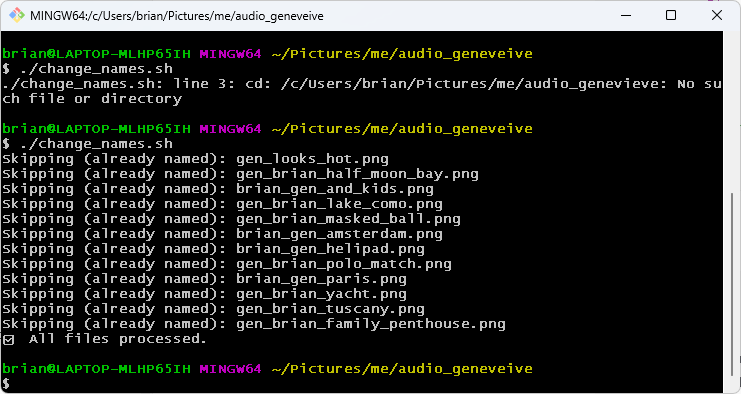 MINGW64:/c/Users/brian/Pictures/me/audio_geneveive
brian@LAPTOP-MLHP65IH MINGW64 ~/Pictures/me/audio_geneveive
$ ./change_names.sh
./change_names.sh: line 3: cd: /c/Users/brian/Pictures/me/audio_genevieve: No su
ch file or directory
brian@LAPTOP-MLHP65IH MINGW64 ~/Pictures/me/audio_geneveive
$ ./change_names.sh
Skipping (already named): gen_looks_hot.png
Skipping (already named): gen_brian_half_moon_bay.png
Skipping (already named): brian_gen_and_kids.png
Skipping (already named): gen_brian_lake_como.png
Skipping (already named): gen_brian_masked_ball.png
Skipping (already named): brian_gen_amsterdam.png
Skipping (already named): brian_gen_helipad.png
Skipping (already named): gen_brian_polo_match.png
Skipping (already named): brian_gen_paris.png
Skipping (already named): gen_brian_yacht.png
Skipping (already named): gen_brian_tuscany.png
Skipping (already named): gen_brian_family_penthouse.png
☑ All files processed.
brian@LAPTOP-MLHP65IH MINGW64 ~/Pictures/me/audio_geneveive
$